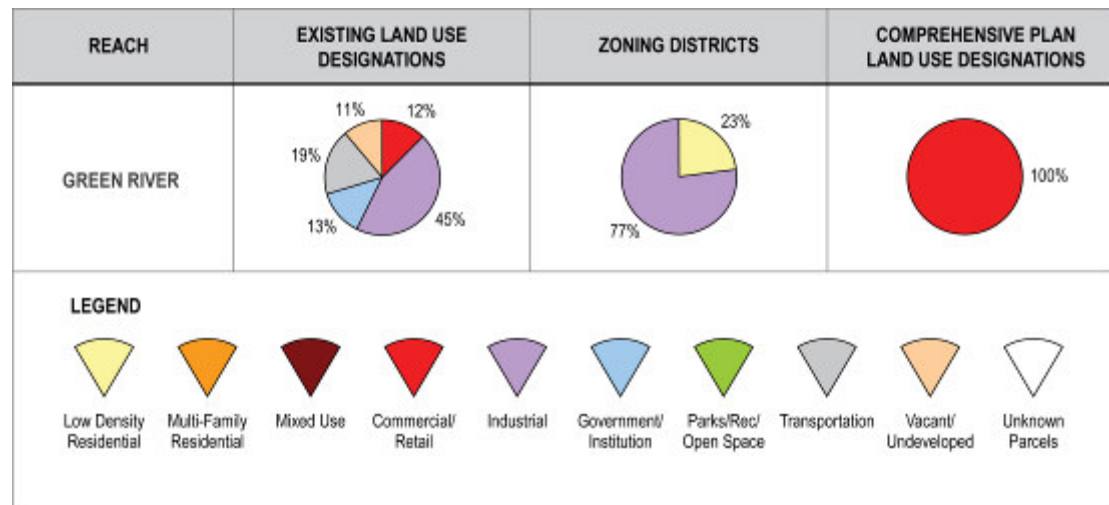 REACH
EXISTING LAND USE
DESIGNATIONS
ZONING DISTRICTS
COMPREHENSIVE PLAN
LAND USE DESIGNATIONS
GREEN RIVER
11%
12%
19%
13%
45%
23%
77%
100%
LEGEND
Low Density
Residential
Multi-Family
Residential
Mixed Use
Commercial/
Retail
Industrial
Government/
Institution
Parks/Rec/
Open Space
Transportation
Vacant/
Undeveloped
Unknown
Parcels